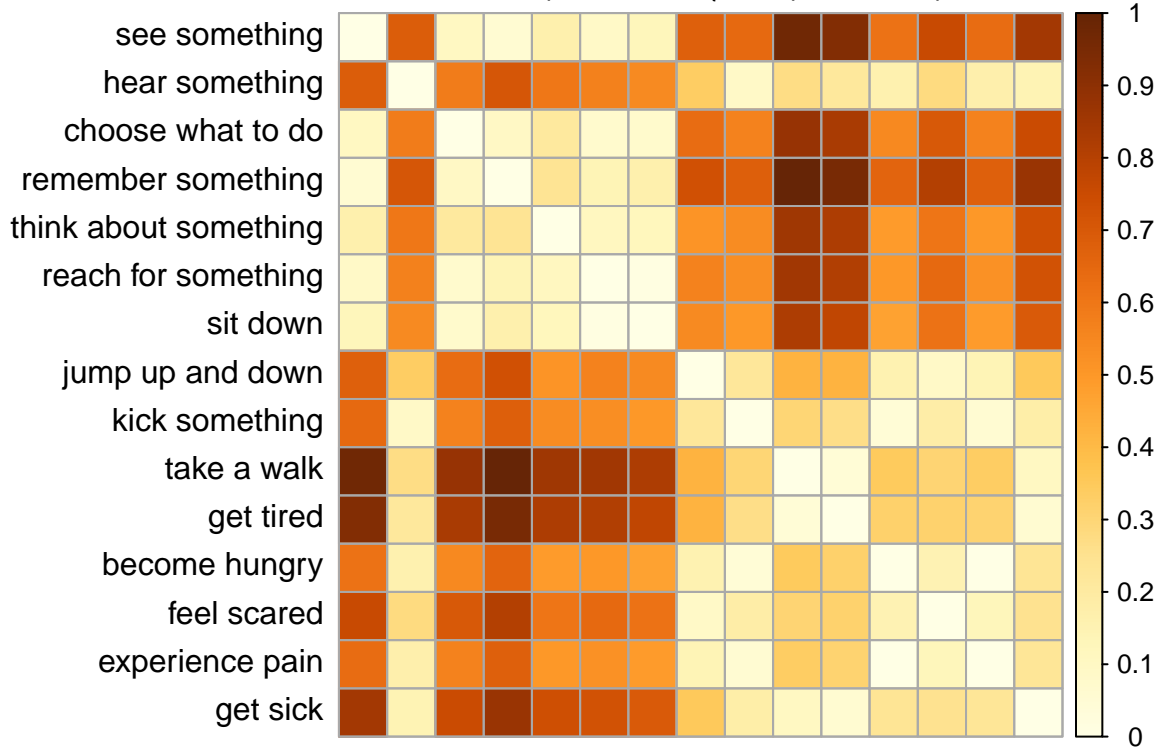 see something
hear something
choose what to do
remember something
think about something
reach for something
sit down
jump up and down
kick something
take a walk
get tired
become hungry
feel scared
experience pain
get sick
1
0.9
0.8
0.7
0.6
0.5
0.4
0.3
0.2
0.1
0